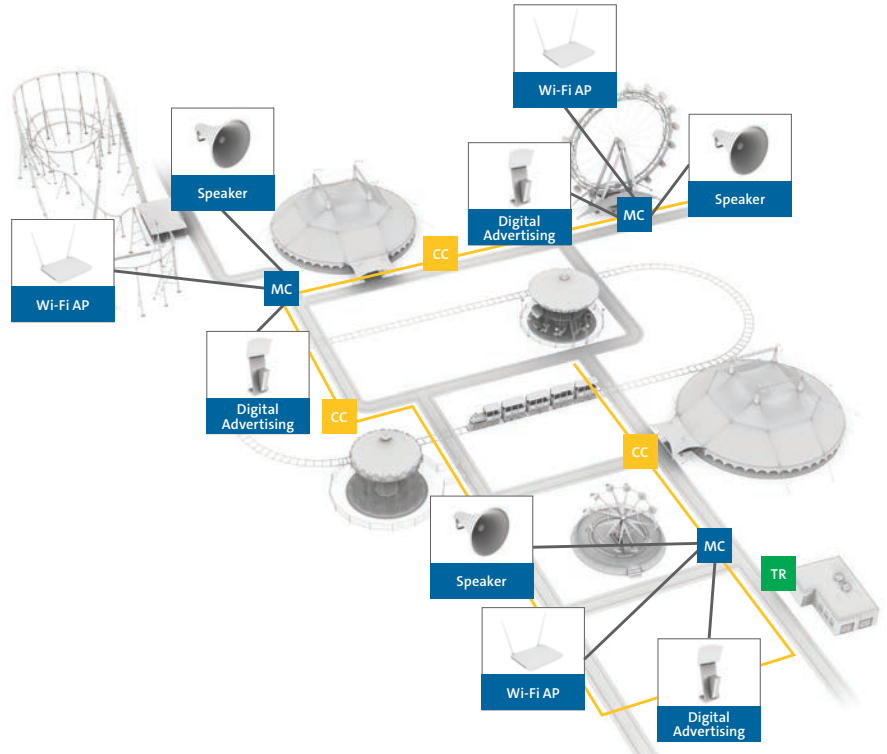 Wi-Fi AP
Speaker
Speaker
Digital
Advertising
MC
CC
Wi-Fi AP
MC
Digital
Advertising
CC
CC
Speaker
MC
TR
Wi-Fi AP
Digital
Advertising